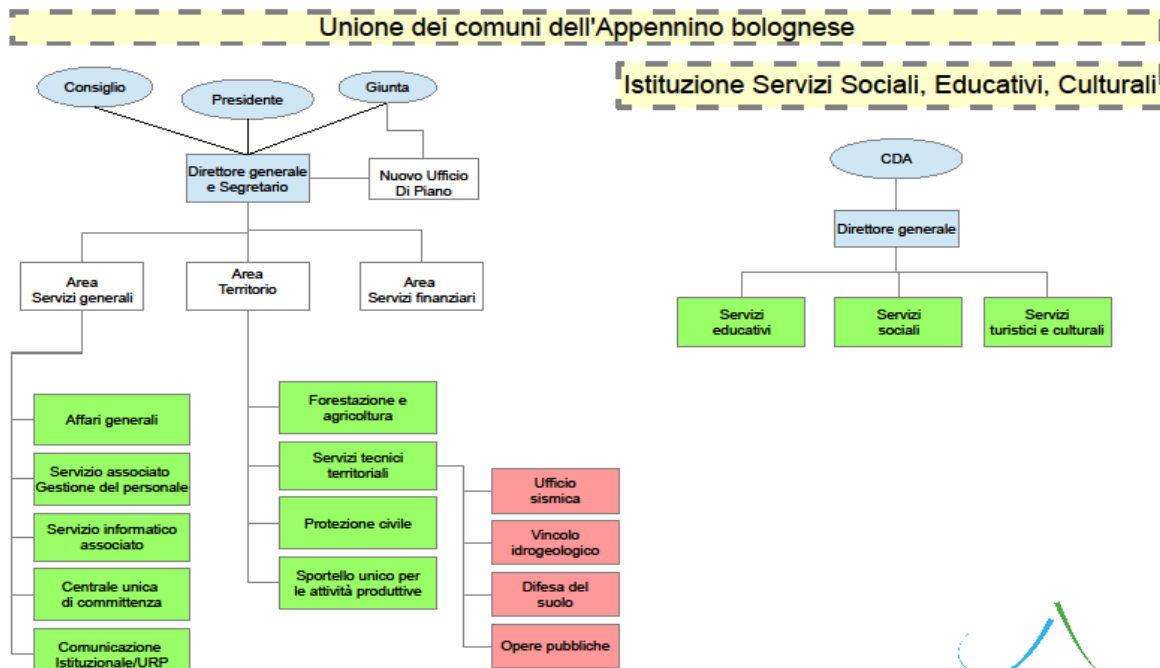 Unione dei comuni dell'Appennino bolognese
Istituzione Servizi Sociali, Educativi, Culturali
Consiglio
Presidente
Giunta
Direttore generale
e Segretario
Nuovo Ufficio
Di Piano
Area
Servizi generali
Area
Territorio
Area
Servizi finanziari
Affari generali
Servizio associato
Gestione del personale
Servizio informatico
associato
Centrale unica
di committenza
Comunicazione
Istituzionale/URP
Forestazione e
agricoltura
Servizi tecnici
territoriali
Protezione civile
Sportello unico per
le attività produttive
Ufficio
sismica
Vincolo
idrogeologico
Difesa del
suolo
Opere pubbliche
CDA
Direttore generale
Servizi
educativi
Servizi
sociali
Servizi
turistici e culturali